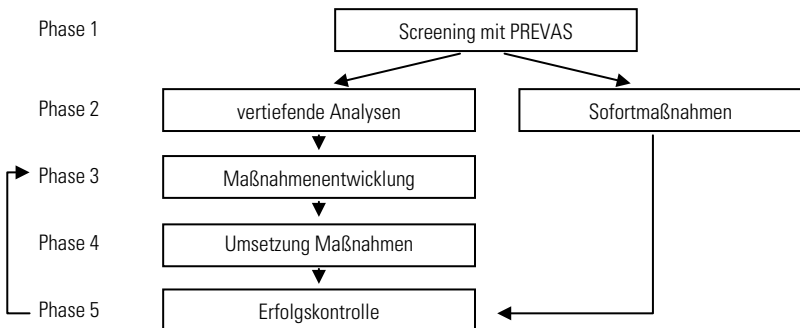 Phase 1 Screening mit PREVAS
Phase 2 vertiefende Analysen Sofortmaßnahmen
Phase 3 Maßnahmenentwicklung
Phase 4 Umsetzung Maßnahmen
Phase 5 Erfolgskontrolle